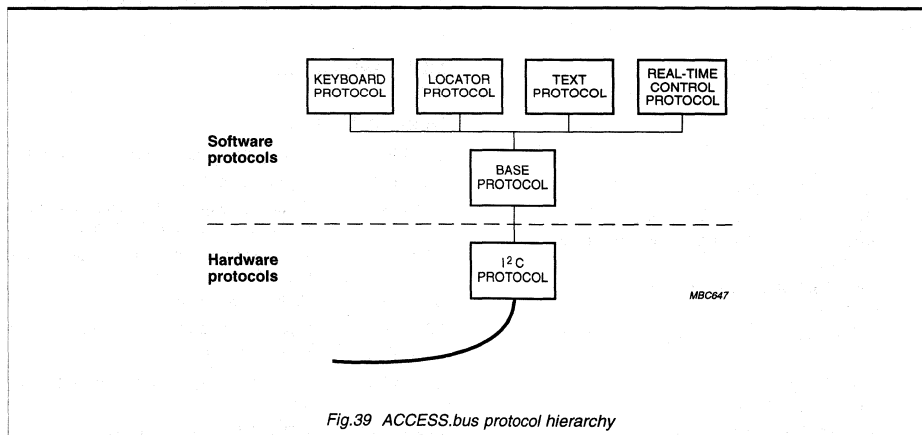 KEYBOARD
PROTOCOL
LOCATOR
PROTOCOL
TEXT
PROTOCOL
REAL-TIME
CONTROL
PROTOCOL
Software
protocols
BASE
PROTOCOL
Hardware
protocols
I²C
PROTOCOL
MBC647
Fig.39 ACCESS.bus protocol hierarchy